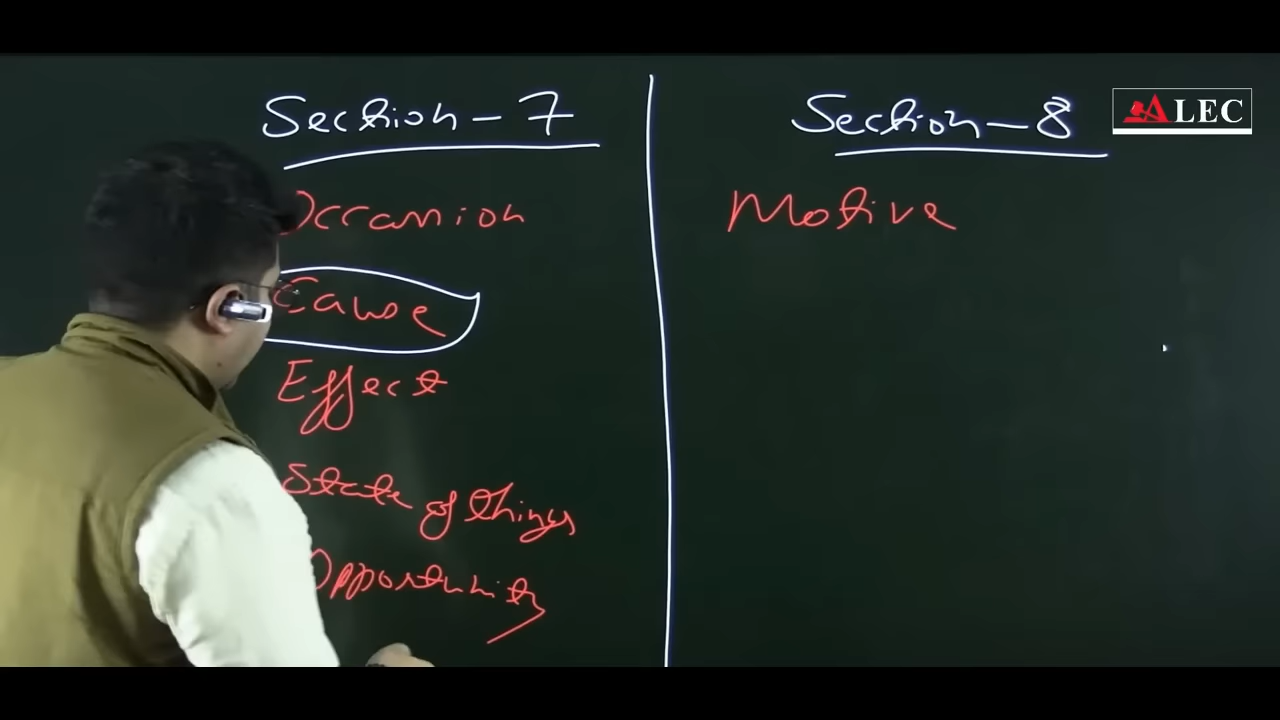 Section - 7
Occasion
Cause
Effect
State of things
Opportunity
Section - 8
Motive
ALEC